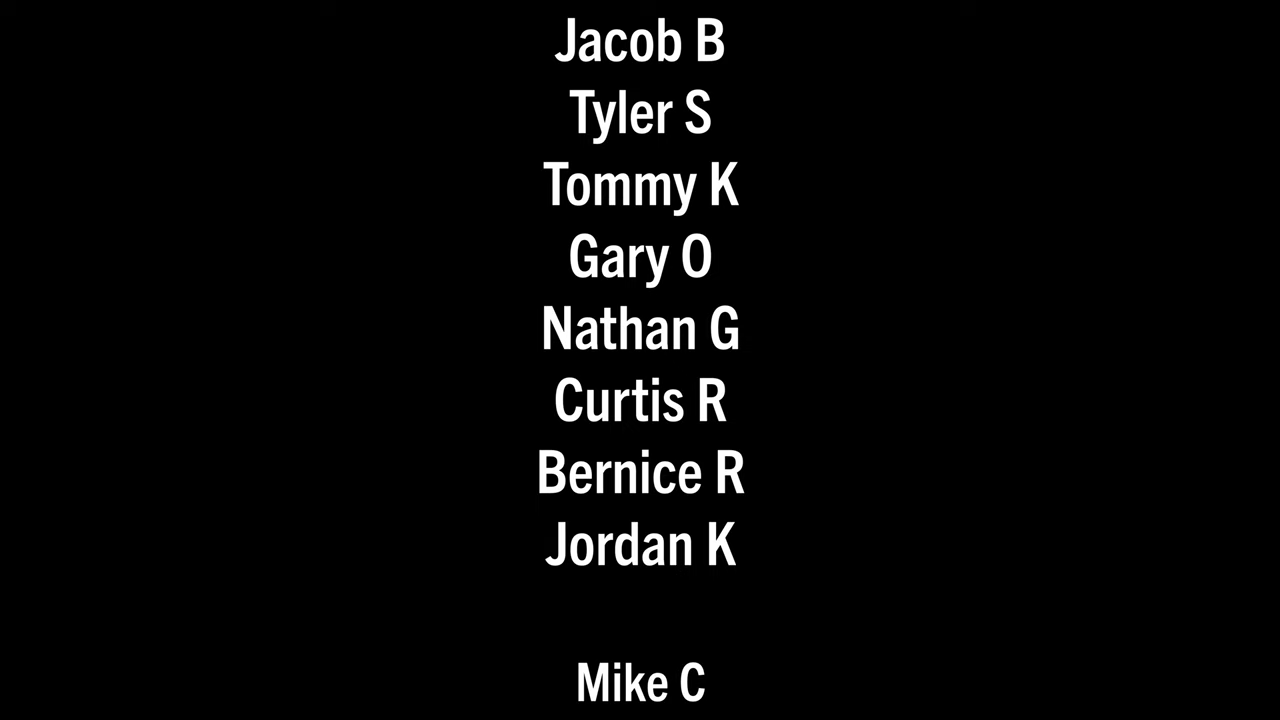 Jacob B
Tyler S
Tommy K
Gary O
Nathan G
Curtis R
Bernice R
Jordan K
Mike C